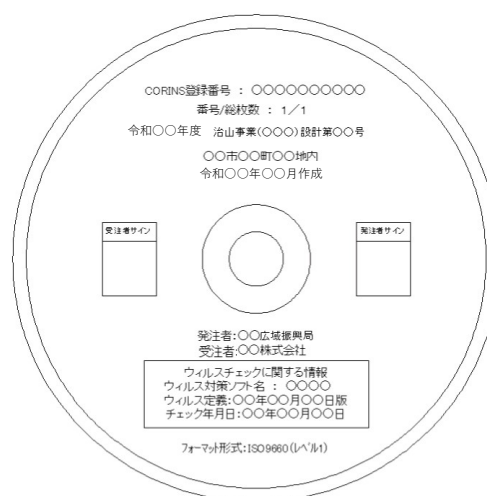 CORINS登録番号 : ○○○○○○○○○○
番号/総枚数 : 1/1
令和○○年度 治山事業(○○○)設計第○○号
○○市○○町○○地内
令和○○年○○月作成
受注者サイン
発注者サイン
発注者:○○広域振興局
受注者:○○株式会社
ウィルスチェックに関する情報
ウィルス対策ソフト名 : ○○○○
ウィルス定義:○○年○○月○○日版
チェック年月日:○○年○○月○○日
フォーマット形式:ISO9660(レベル1)